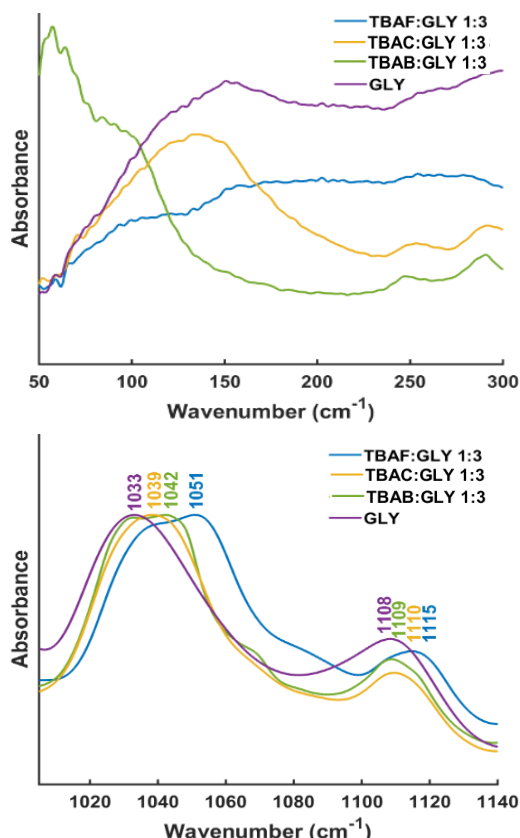 TBAF:GLY 1:3
TBAC:GLY 1:3
TBAB:GLY 1:3
GLY
Absorbance
50 100 150 200 250 300
Wavenumber (cm⁻¹)
TBAF:GLY 1:3
TBAC:GLY 1:3
TBAB:GLY 1:3
GLY
1033
1039
1042
1051
1108
1109
1110
1115
Absorbance
1020 1040 1060 1080 1100 1120 1140
Wavenumber (cm⁻¹)